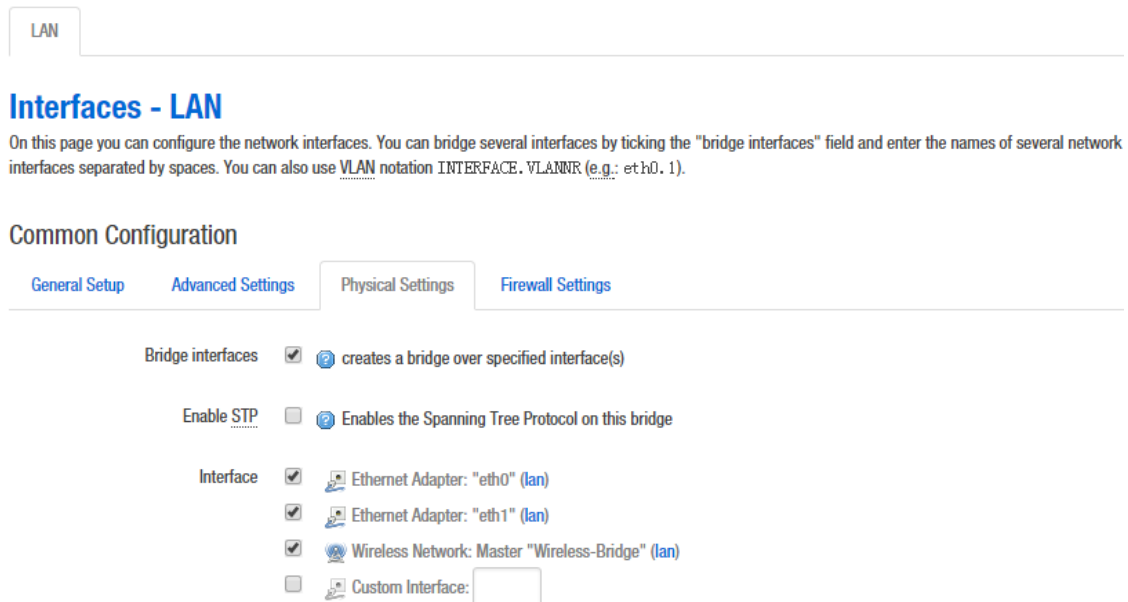 LAN
Interfaces - LAN
On this page you can configure the network interfaces. You can bridge several interfaces by ticking the "bridge interfaces" field and enter the names of several network
interfaces separated by spaces. You can also use VLAN notation INTERFACE.VLANNR (e.g.: eth0.1).
Common Configuration
General Setup Advanced Settings Physical Settings Firewall Settings
Bridge interfaces ? creates a bridge over specified interface(s)
Enable STP ? Enables the Spanning Tree Protocol on this bridge
Interface Ethernet Adapter: "eth0" (lan)
Ethernet Adapter: "eth1" (lan)
Wireless Network: Master "Wireless-Bridge" (lan)
Custom Interface: